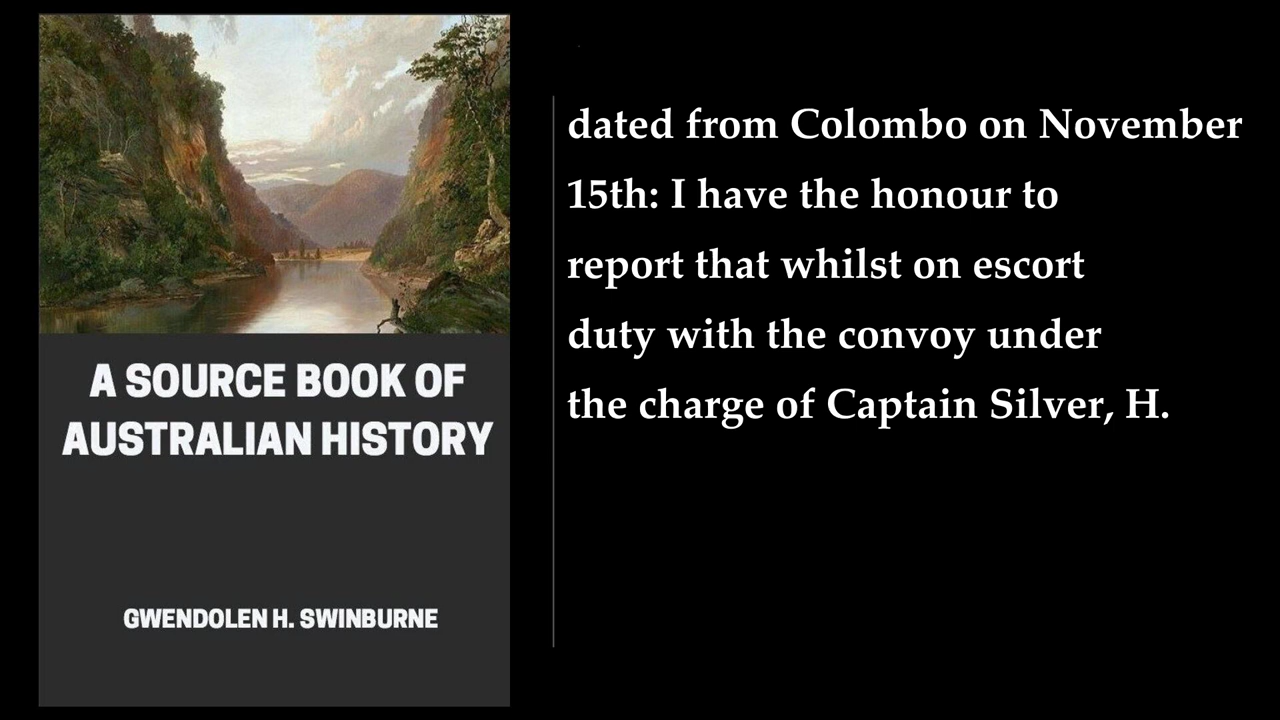 A SOURCE BOOK OF
AUSTRALIAN HISTORY
GWENDOLEN H. SWINBURNE
dated from Colombo on November
15th: I have the honour to
report that whilst on escort
duty with the convoy under
the charge of Captain Silver, H.